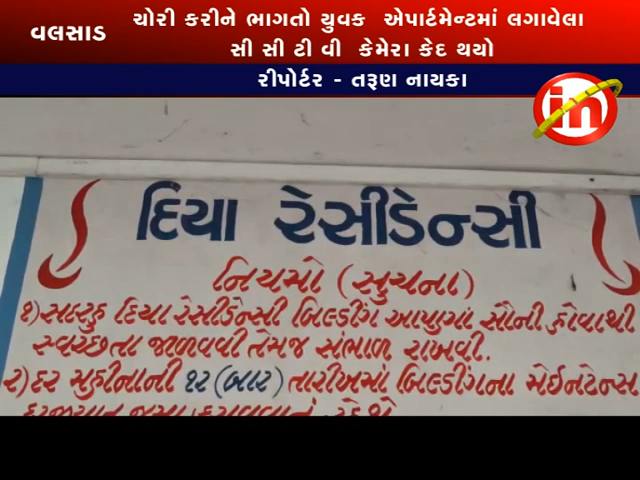 વલસાડ
ચોરી કરીને ભાગતો યુવક એપાર્ટમેન્ટમાં લગાવેલા
સી સી ટી વી કેમેરા કેદ થયો
રીપોર્ટર - તરૂણ નાયકા
in
દિયા રેસીડેન્સી
નિયમો (સુચના)
૧) સદરહુ દિયા રેસીડેન્સી બિલ્ડીંગ આપણાં સૌની હોવાથી
સ્વચ્છતા જાળવવી તેમજ સંભાળ રાખવી.
૨) દર મહીનાની ૧૨ (બાર) તારીખમાં બિલ્ડીંગના મેઈનટેન્સ